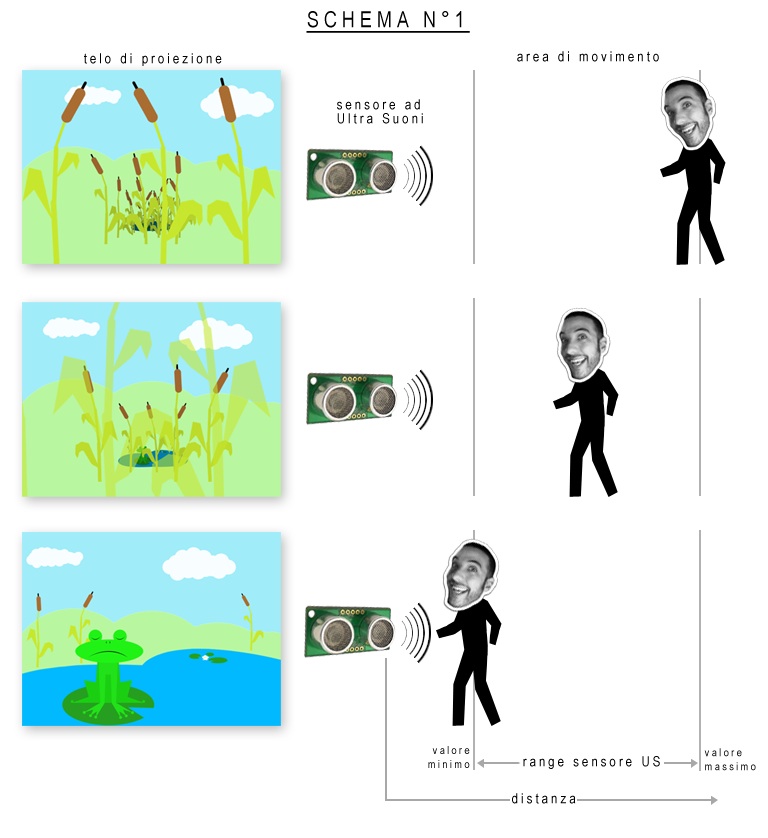 SCHEMA N°1
telo di proiezione
area di movimento
sensore ad
Ultra Suoni
valore
minimo
range sensore US
valore
massimo
distanza